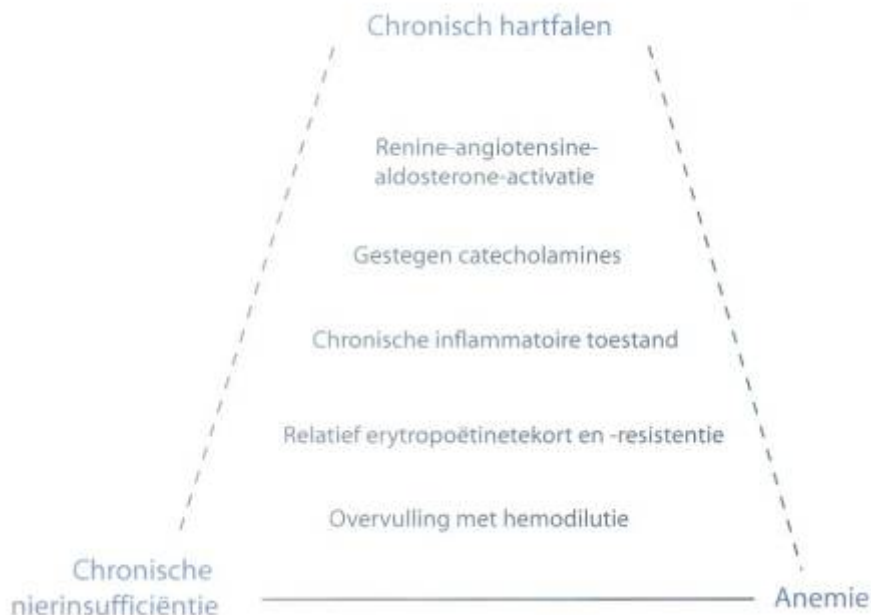 Chronisch hartfalen
Renine-angiotensine-
aldosterone-activatie
Gestegen catecholamines
Chronische inflammatoire toestand
Relatief erytropoëtinetekort en -resistentie
Overvulling met hemodilutie
Chronische
nierinsufficiëntie
Anemie